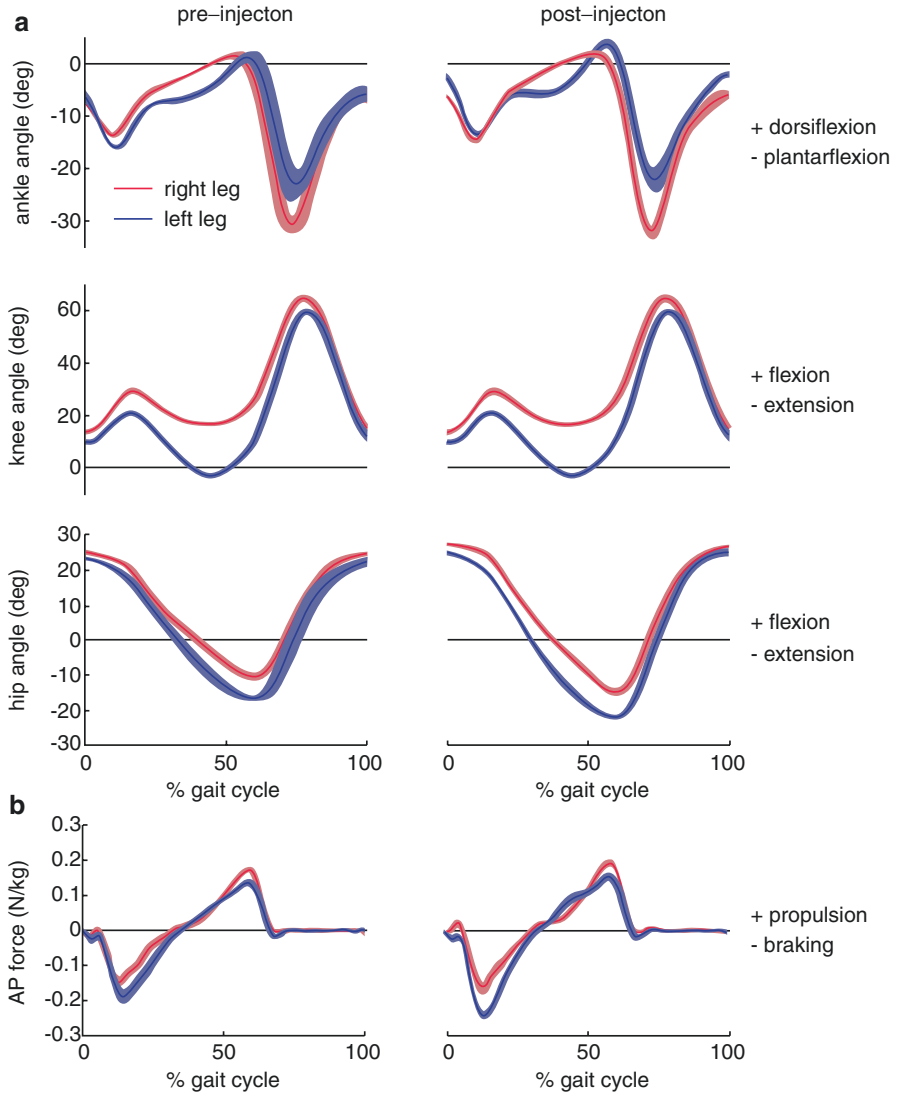 a
pre–injecton
post–injecton
ankle angle (deg)
0
-10
-20
-30
right leg
left leg
+ dorsiflexion
- plantarflexion
knee angle (deg)
60
40
20
0
+ flexion
- extension
hip angle (deg)
30
20
10
0
-10
-20
-30
0
50
100
0
50
100
% gait cycle
% gait cycle
+ flexion
- extension
b
AP force (N/kg)
0.3
0.2
0.1
0
-0.1
-0.2
-0.3
0
50
100
0
50
100
% gait cycle
% gait cycle
+ propulsion
- braking